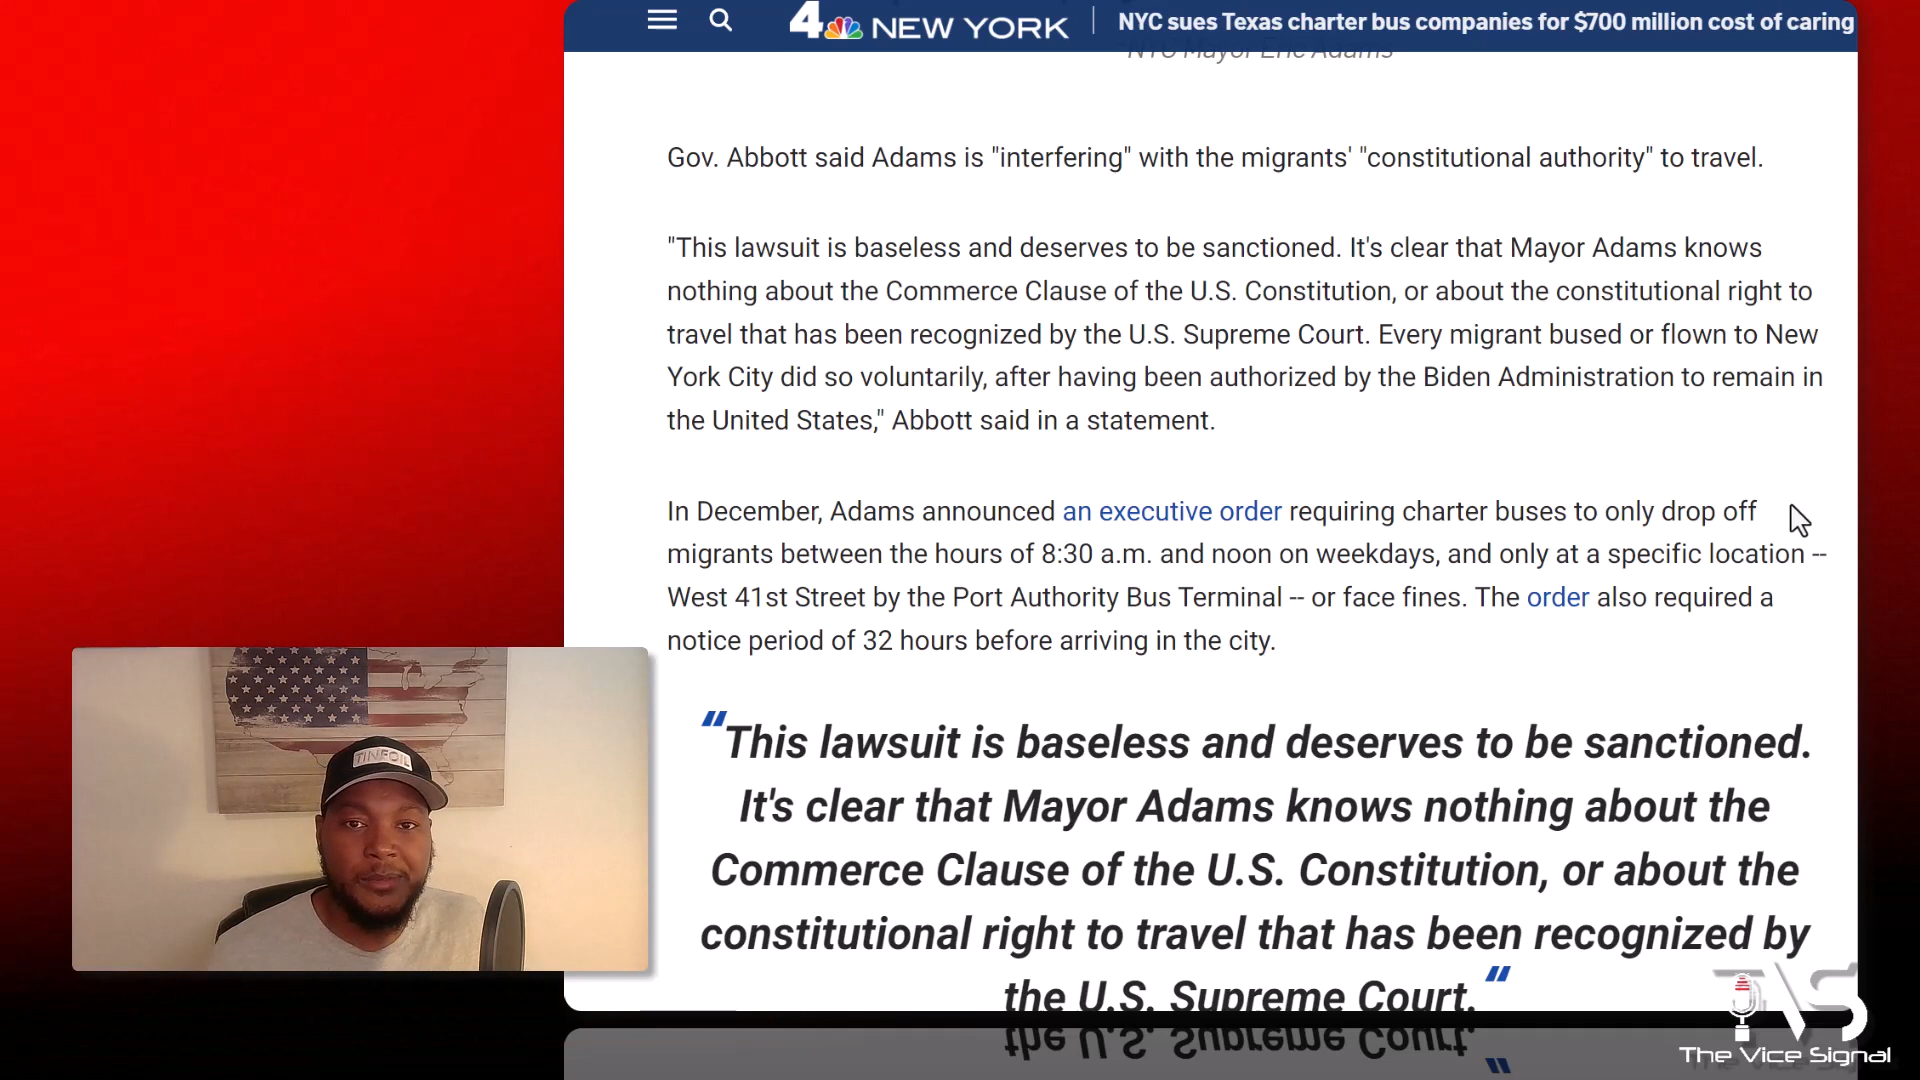 4 NEW YORK
NYC sues Texas charter bus companies for $700 million cost of caring
NYC Mayor Eric Adams
Gov. Abbott said Adams is "interfering" with the migrants' "constitutional authority" to travel.
"This lawsuit is baseless and deserves to be sanctioned. It's clear that Mayor Adams knows
nothing about the Commerce Clause of the U.S. Constitution, or about the constitutional right to
travel that has been recognized by the U.S. Supreme Court. Every migrant bused or flown to New
York City did so voluntarily, after having been authorized by the Biden Administration to remain in
the United States," Abbott said in a statement.
In December, Adams announced an executive order requiring charter buses to only drop off
migrants between the hours of 8:30 a.m. and noon on weekdays, and only at a specific location --
West 41st Street by the Port Authority Bus Terminal -- or face fines. The order also required a
notice period of 32 hours before arriving in the city.
“This lawsuit is baseless and deserves to be sanctioned.
It's clear that Mayor Adams knows nothing about the
Commerce Clause of the U.S. Constitution, or about the
constitutional right to travel that has been recognized by
the U.S. Supreme Court.“
TINFOIL
TVS
The Vice Signal